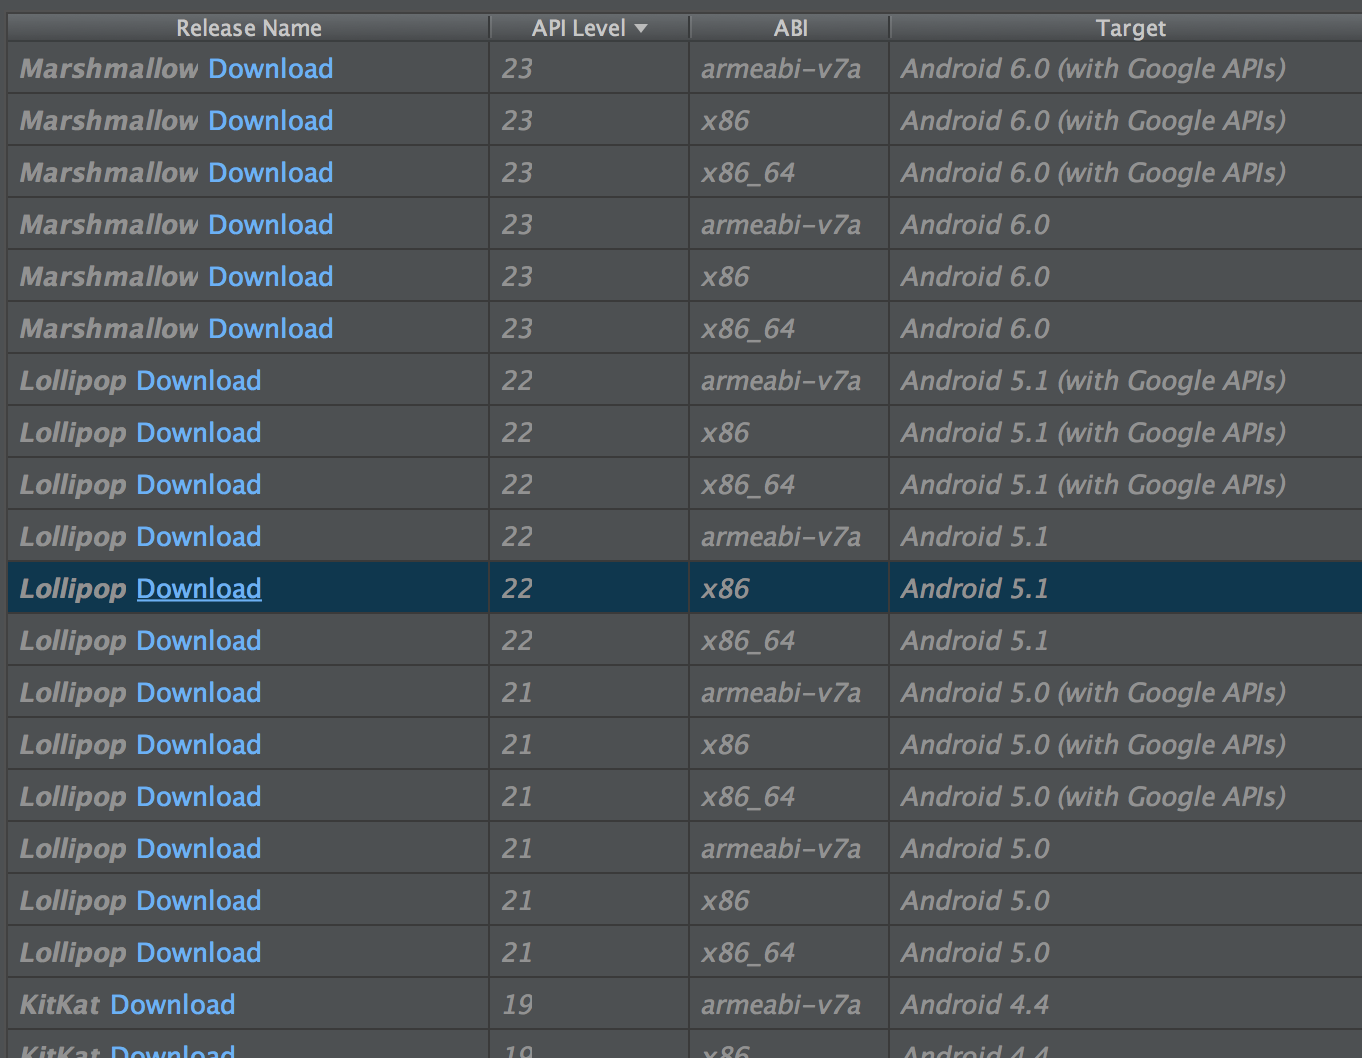 Release Name API Level ABI Target
Marshmallow Download 23 armeabi-v7a Android 6.0 (with Google APIs)
Marshmallow Download 23 x86 Android 6.0 (with Google APIs)
Marshmallow Download 23 x86_64 Android 6.0 (with Google APIs)
Marshmallow Download 23 armeabi-v7a Android 6.0
Marshmallow Download 23 x86 Android 6.0
Marshmallow Download 23 x86_64 Android 6.0
Lollipop Download 22 armeabi-v7a Android 5.1 (with Google APIs)
Lollipop Download 22 x86 Android 5.1 (with Google APIs)
Lollipop Download 22 x86_64 Android 5.1 (with Google APIs)
Lollipop Download 22 armeabi-v7a Android 5.1
Lollipop Download 22 x86 Android 5.1
Lollipop Download 22 x86_64 Android 5.1
Lollipop Download 21 armeabi-v7a Android 5.0 (with Google APIs)
Lollipop Download 21 x86 Android 5.0 (with Google APIs)
Lollipop Download 21 x86_64 Android 5.0 (with Google APIs)
Lollipop Download 21 armeabi-v7a Android 5.0
Lollipop Download 21 x86 Android 5.0
Lollipop Download 21 x86_64 Android 5.0
KitKat Download 19 armeabi-v7a Android 4.4
KitKat Download 19 x86 Android 4.4